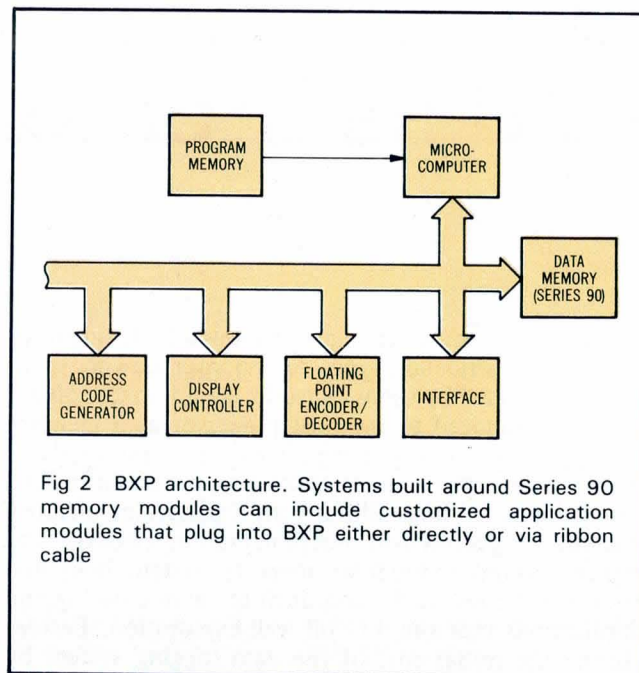 PROGRAM
MEMORY
MICRO-
COMPUTER
DATA
MEMORY
(SERIES 90)
ADDRESS
CODE
GENERATOR
DISPLAY
CONTROLLER
FLOATING
POINT
ENCODER/
DECODER
INTERFACE
Fig 2 BXP architecture. Systems built around Series 90
memory modules can include customized application
modules that plug into BXP either directly or via ribbon
cable